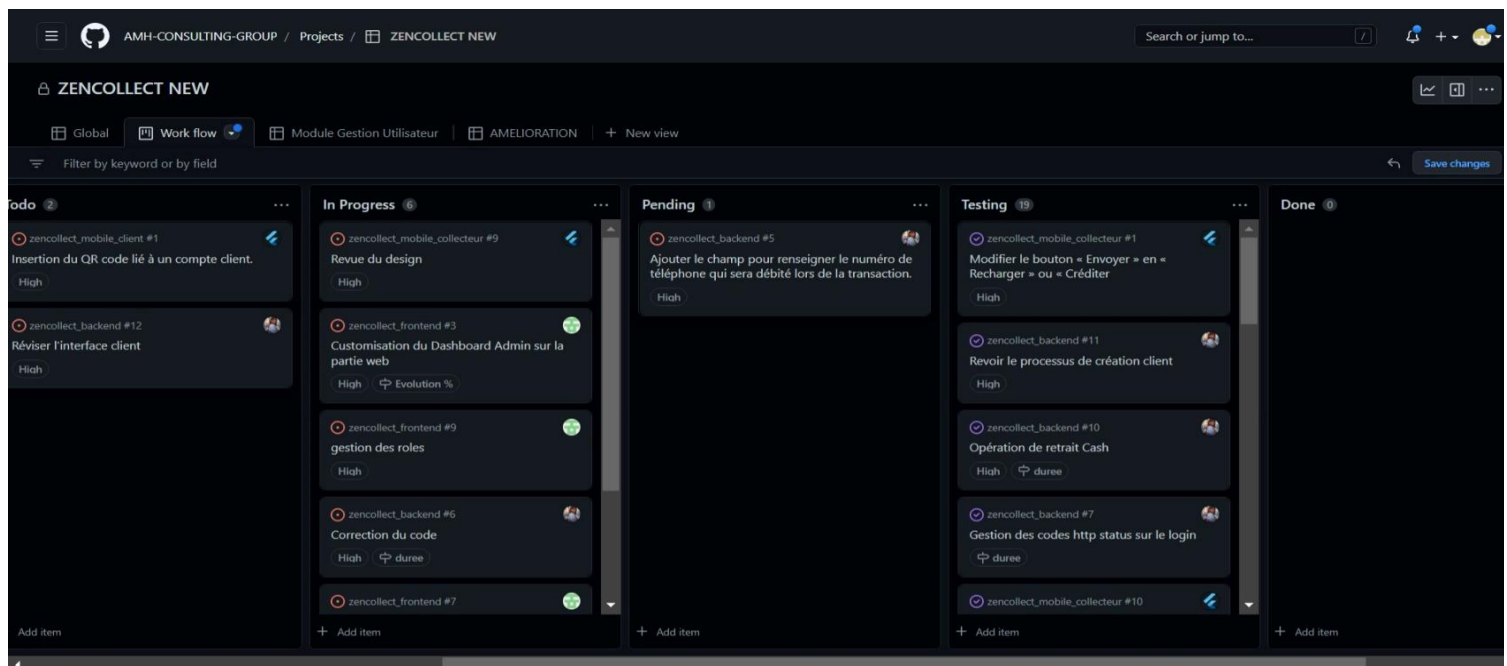 AMH-CONSULTING-GROUP / Projects / ZENCOLLECT NEW
Search or jump to... /
ZENCOLLECT NEW
Global
Work flow
Module Gestion Utilisateur
AMELIORATION
+ New view
Filter by keyword or by field
Save changes
Todo 2
zencollect_mobile_client #1
Insertion du QR code lié à un compte client.
High
zencollect_backend #12
Réviser l'interface client
High
Add item
In Progress 6
zencollect_mobile_collecteur #9
Revue du design
High
zencollect_frontend #3
Customisation du Dashboard Admin sur la
partie web
High Evolution %
zencollect_frontend #9
gestion des roles
High
zencollect_backend #6
Correction du code
High duree
zencollect_frontend #7
+ Add item
Pending 1
zencollect_backend #5
Ajouter le champ pour renseigner le numéro de
téléphone qui sera débité lors de la transaction.
High
+ Add item
Testing 19
zencollect_mobile_collecteur #1
Modifier le bouton « Envoyer » en «
Recharger » ou « Créditer
High
zencollect_backend #11
Revoir le processus de création client
High
zencollect_backend #10
Opération de retrait Cash
High duree
zencollect_backend #7
Gestion des codes http status sur le login
duree
zencollect_mobile_collecteur #10
+ Add item
Done 0
+ Add item